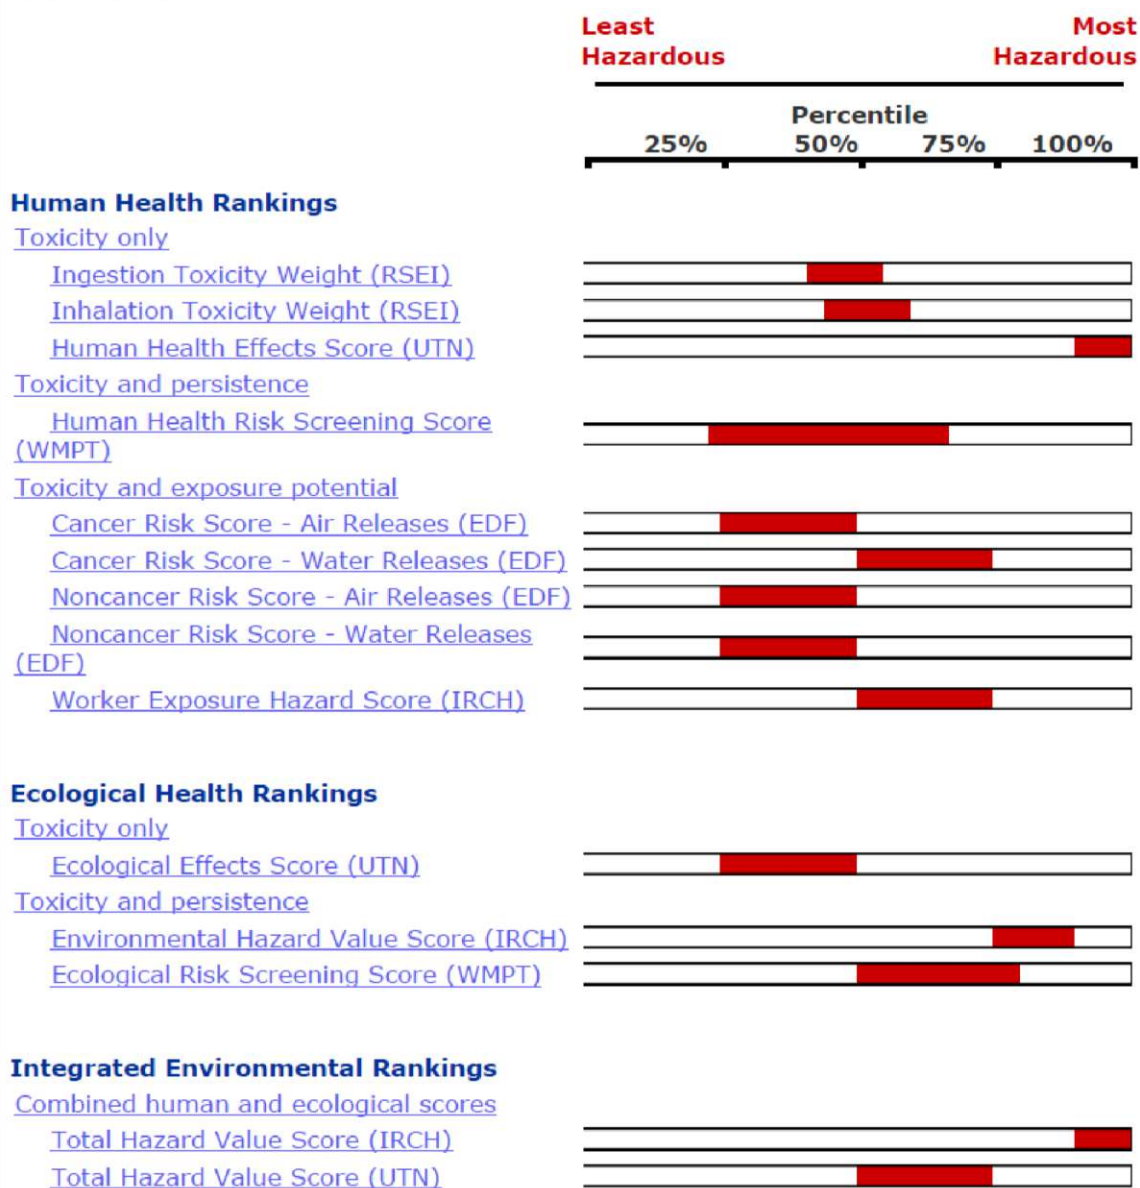 Least Most
Hazardous Hazardous
Percentile
25% 50% 75% 100%
Human Health Rankings
Toxicity only
Ingestion Toxicity Weight (RSEI)
Inhalation Toxicity Weight (RSEI)
Human Health Effects Score (UTN)
Toxicity and persistence
Human Health Risk Screening Score
(WMPT)
Toxicity and exposure potential
Cancer Risk Score - Air Releases (EDF)
Cancer Risk Score - Water Releases (EDF)
Noncancer Risk Score - Air Releases (EDF)
Noncancer Risk Score - Water Releases
(EDF)
Worker Exposure Hazard Score (IRCH)
Ecological Health Rankings
Toxicity only
Ecological Effects Score (UTN)
Toxicity and persistence
Environmental Hazard Value Score (IRCH)
Ecological Risk Screening Score (WMPT)
Integrated Environmental Rankings
Combined human and ecological scores
Total Hazard Value Score (IRCH)
Total Hazard Value Score (UTN)